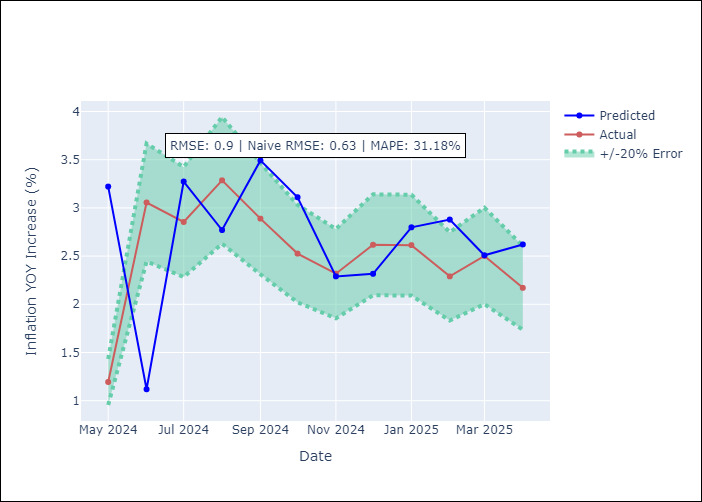 RMSE: 0.9 | Naive RMSE: 0.63 | MAPE: 31.18%
Predicted
Actual
+/-20% Error
Inflation YOY Increase (%)
4
3.5
3
2.5
2
1.5
1
May 2024
Jul 2024
Sep 2024
Nov 2024
Jan 2025
Mar 2025
Date